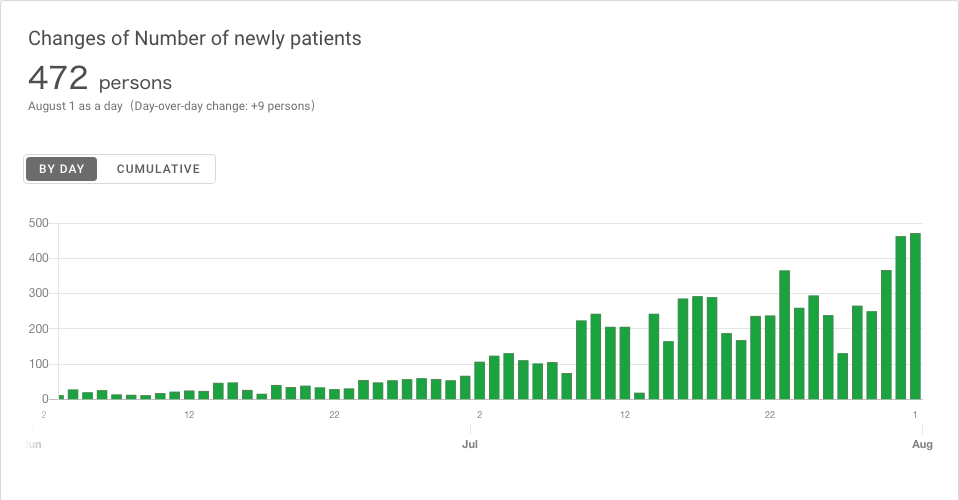 Changes of Number of newly patients
472 persons
August 1 as a day（Day-over-day change: +9 persons）
BY DAY CUMULATIVE
500
400
300
200
100
0
2 12 22 2 12 22 1
Jul Aug